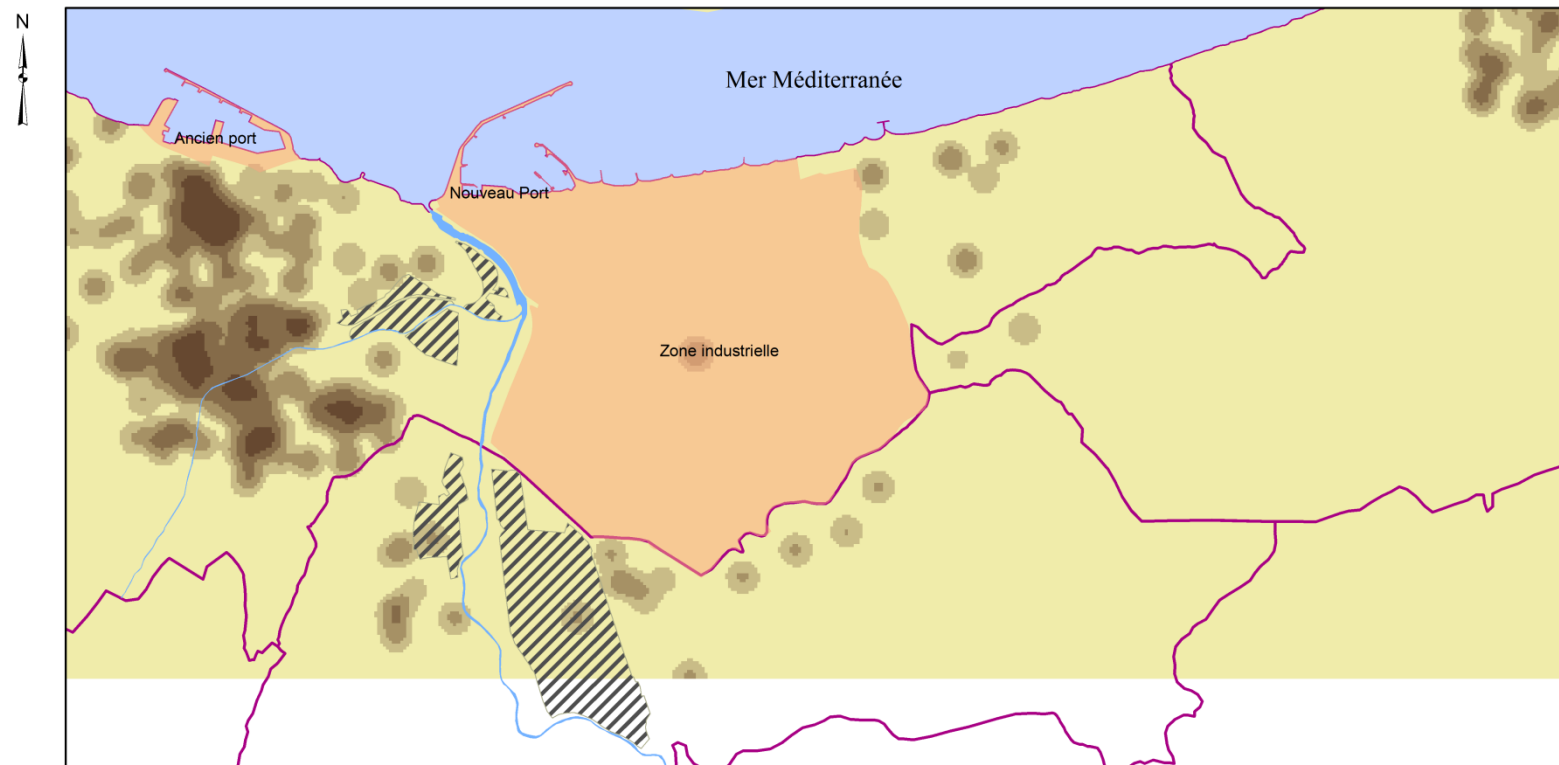 N
Mer Méditerranée
Ancien port
Nouveau Port
Zone industrielle